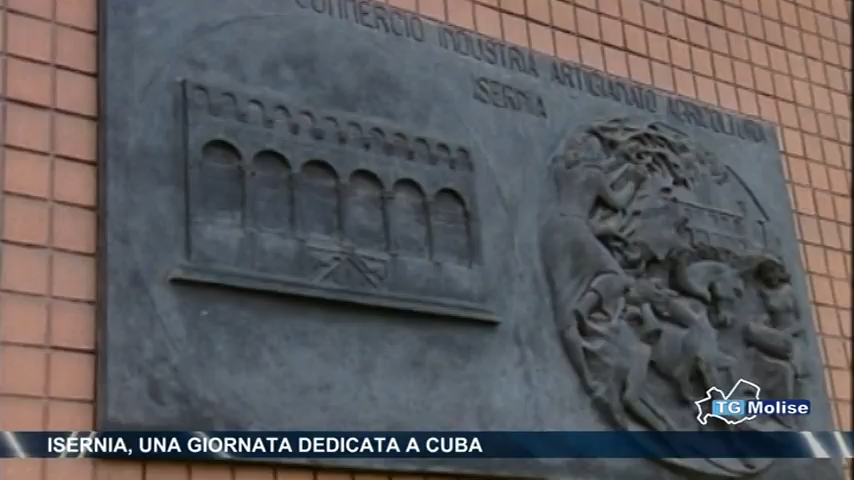 COMMERCIO INDUSTRIA ARTIGIANATO AGRICOLTURA
ISERNIA
TG Molise
ISERNIA, UNA GIORNATA DEDICATA A CUBA